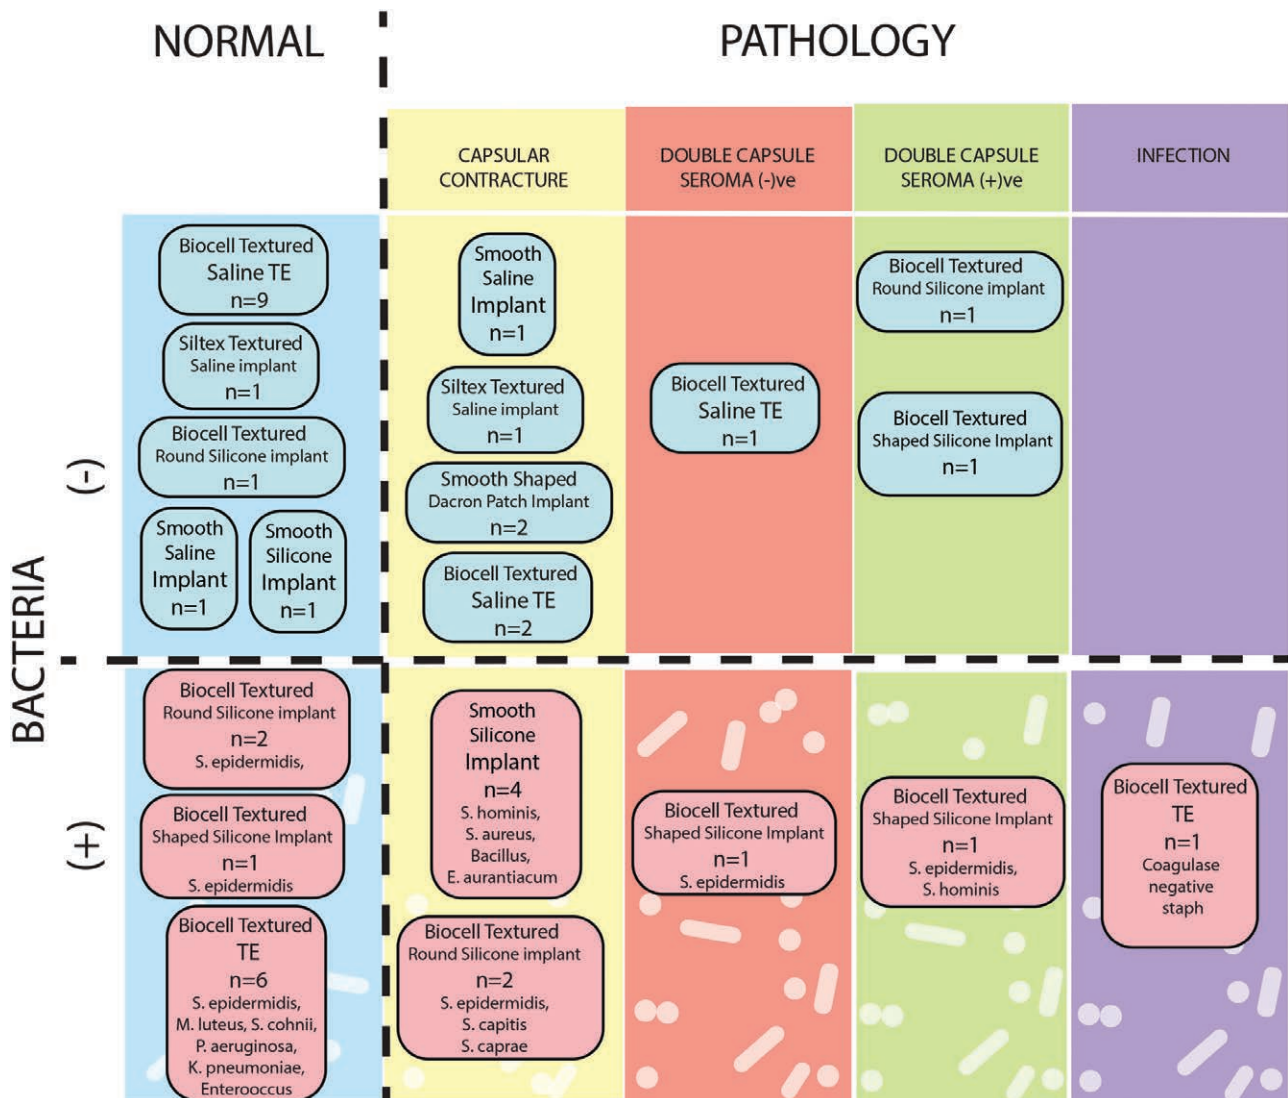 NORMAL
PATHOLOGY
CAPSULAR
CONTRACTURE
DOUBLE CAPSULE
SEROMA (-)ve
DOUBLE CAPSULE
SEROMA (+)ve
INFECTION
BACTERIA
(-)
Biocell Textured
Saline TE
n=9
Siltex Textured
Saline implant
n=1
Biocell Textured
Round Silicone implant
n=1
Smooth
Saline
Implant
n=1
Smooth
Silicone
Implant
n=1
Smooth
Saline
Implant
n=1
Siltex Textured
Saline implant
n=1
Smooth Shaped
Dacron Patch Implant
n=2
Biocell Textured
Saline TE
n=2
Biocell Textured
Saline TE
n=1
Biocell Textured
Round Silicone implant
n=1
Biocell Textured
Shaped Silicone Implant
n=1
(+)
Biocell Textured
Round Silicone implant
n=2
S. epidermidis,
Biocell Textured
Shaped Silicone Implant
n=1
S. epidermidis
Biocell Textured
TE
n=6
S. epidermidis,
M. luteus, S. cohnii,
P. aeruginosa,
K. pneumoniae,
Enterooccus
Smooth
Silicone
Implant
n=4
S. hominis,
S. aureus,
Bacillus,
E. aurantiacum
Biocell Textured
Round Silicone implant
n=2
S. epidermidis,
S. capitis
S. caprae
Biocell Textured
Shaped Silicone Implant
n=1
S. epidermidis
Biocell Textured
Shaped Silicone Implant
n=1
S. epidermidis,
S. hominis
Biocell Textured
TE
n=1
Coagulase
negative
staph